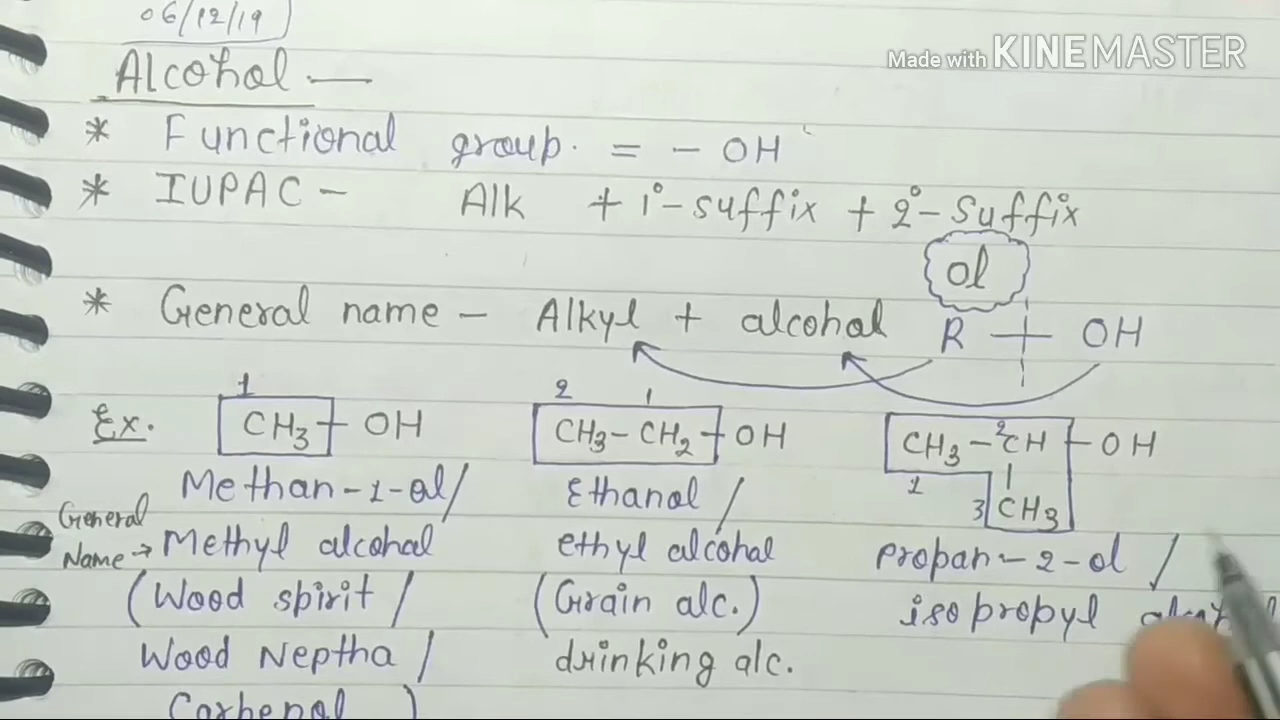 06/12/19
Made with KINEMASTER
Alcohol —
* Functional group. = - OH
* IUPAC - Alk + 1°-suffix + 2°-Suffix
ol
* General name - Alkyl + alcohol R + OH
Ex. 1 CH3 - OH 2 1 CH3 - CH2 - OH CH3 - 2CH - OH
1 3 CH3
Methan-1-ol/ Ethanol /
General Name → Methyl alcohol ethyl alcohol propan-2-ol /
(Wood spirit / (Grain alc.) isopropyl
Wood Neptha / drinking alc.
Carbenol )